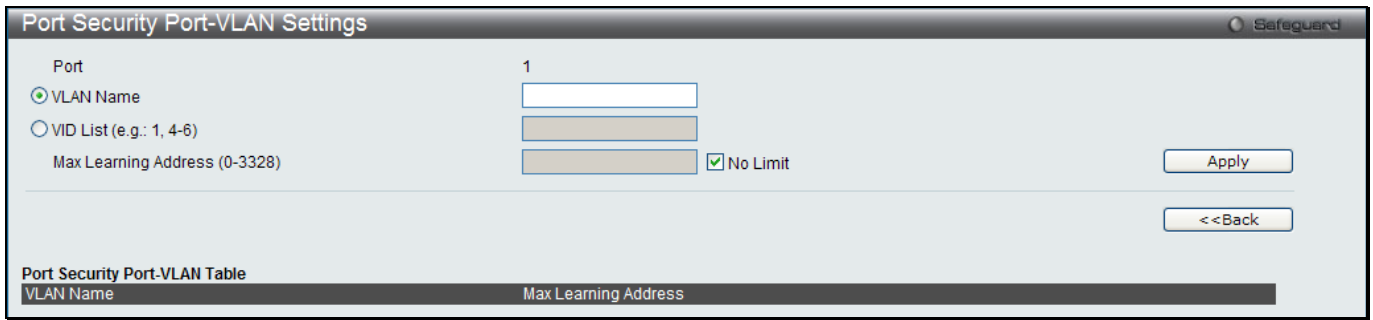 Port Security Port-VLAN Settings
Safeguard
Port 1
VLAN Name
VID List (e.g.: 1, 4-6)
Max Learning Address (0-3328) No Limit Apply
<<Back
Port Security Port-VLAN Table
VLAN Name Max Learning Address